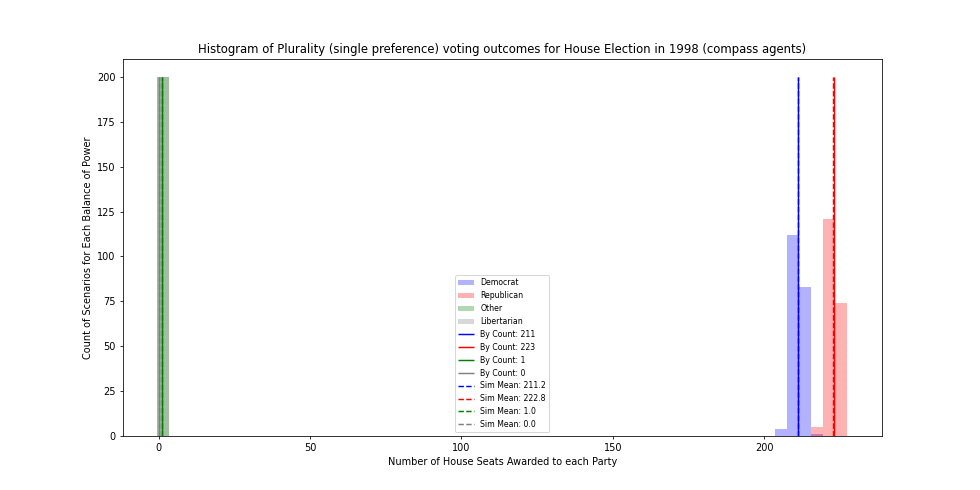 Histogram of Plurality (single preference) voting outcomes for House Election in 1998 (compass agents)
Count of Scenarios for Each Balance of Power
200
175
150
125
100
75
50
25
0
Democrat
Republican
Other
Libertarian
By Count: 211
By Count: 223
By Count: 1
By Count: 0
Sim Mean: 211.2
Sim Mean: 222.8
Sim Mean: 1.0
Sim Mean: 0.0
0
50
100
150
200
Number of House Seats Awarded to each Party